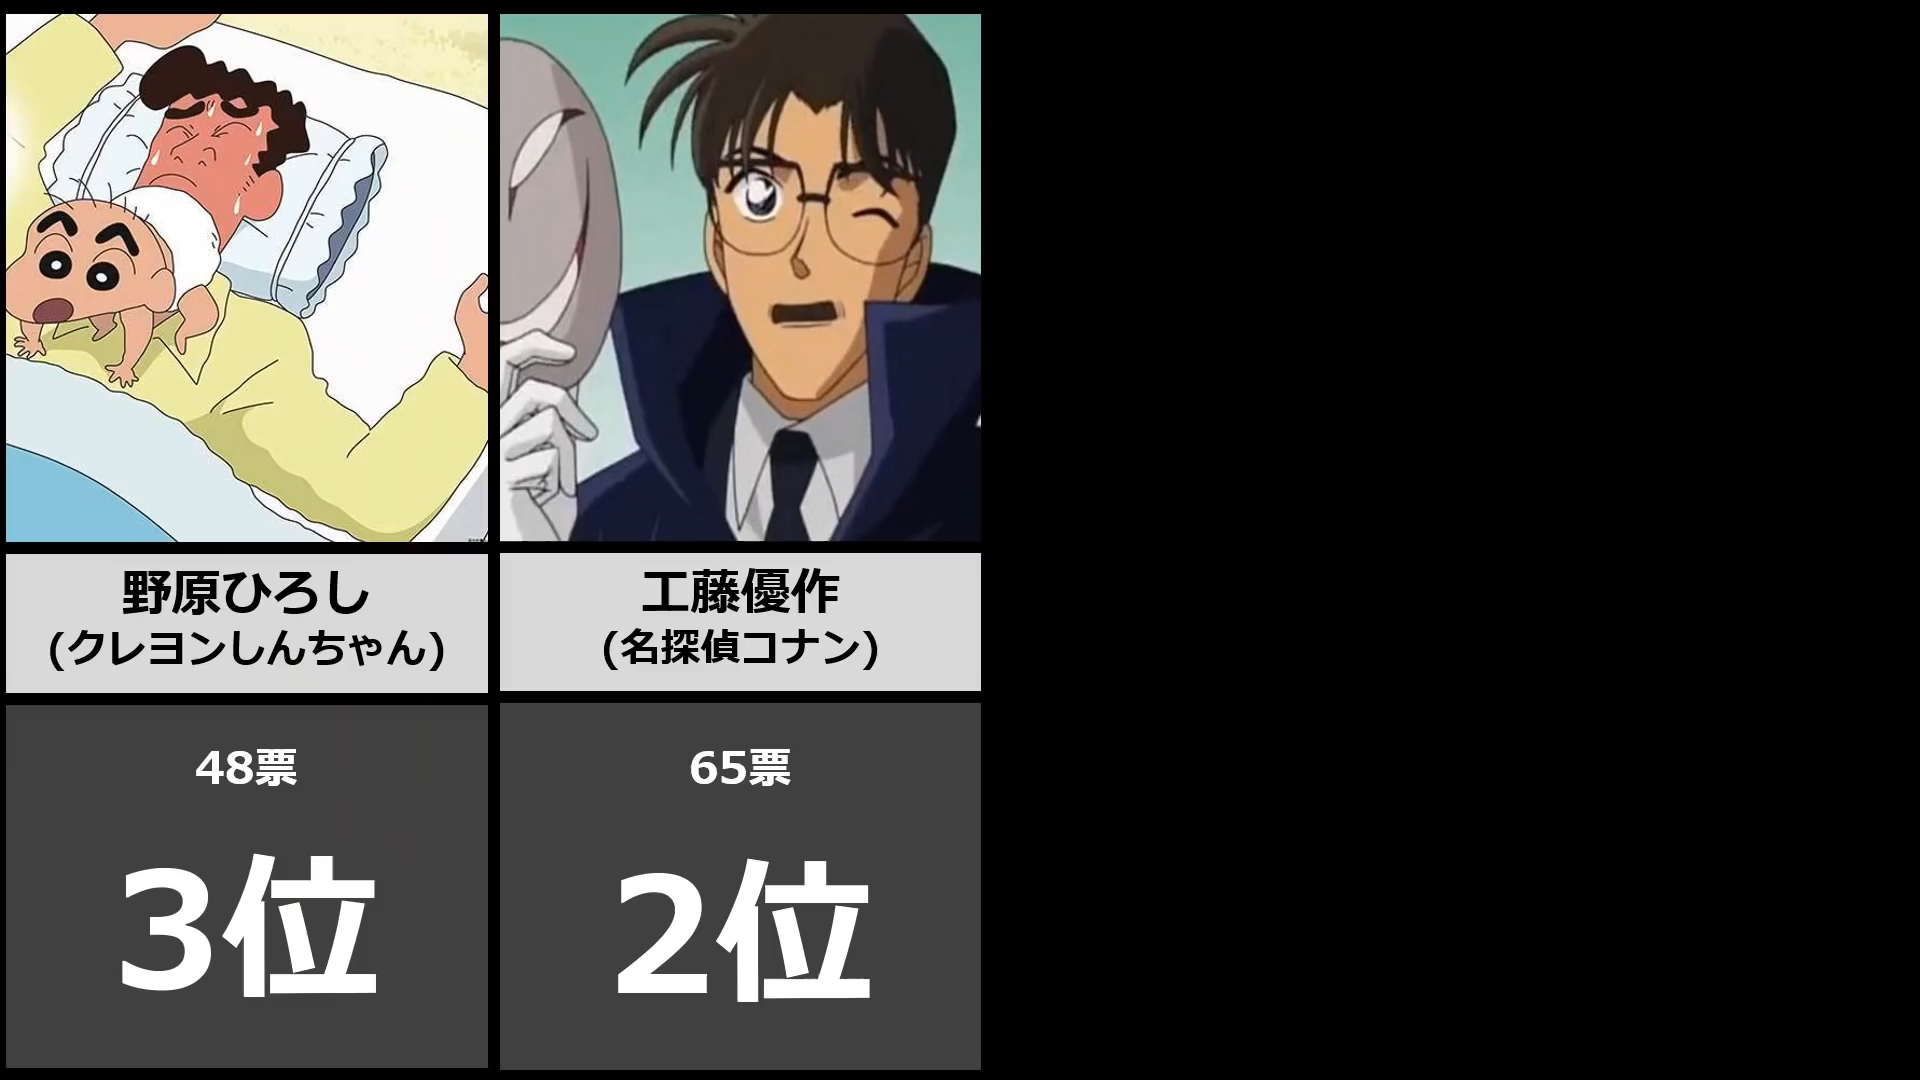 野原ひろし
(クレヨンしんちゃん)
48票
3位
工藤優作
(名探偵コナン)
65票
2位